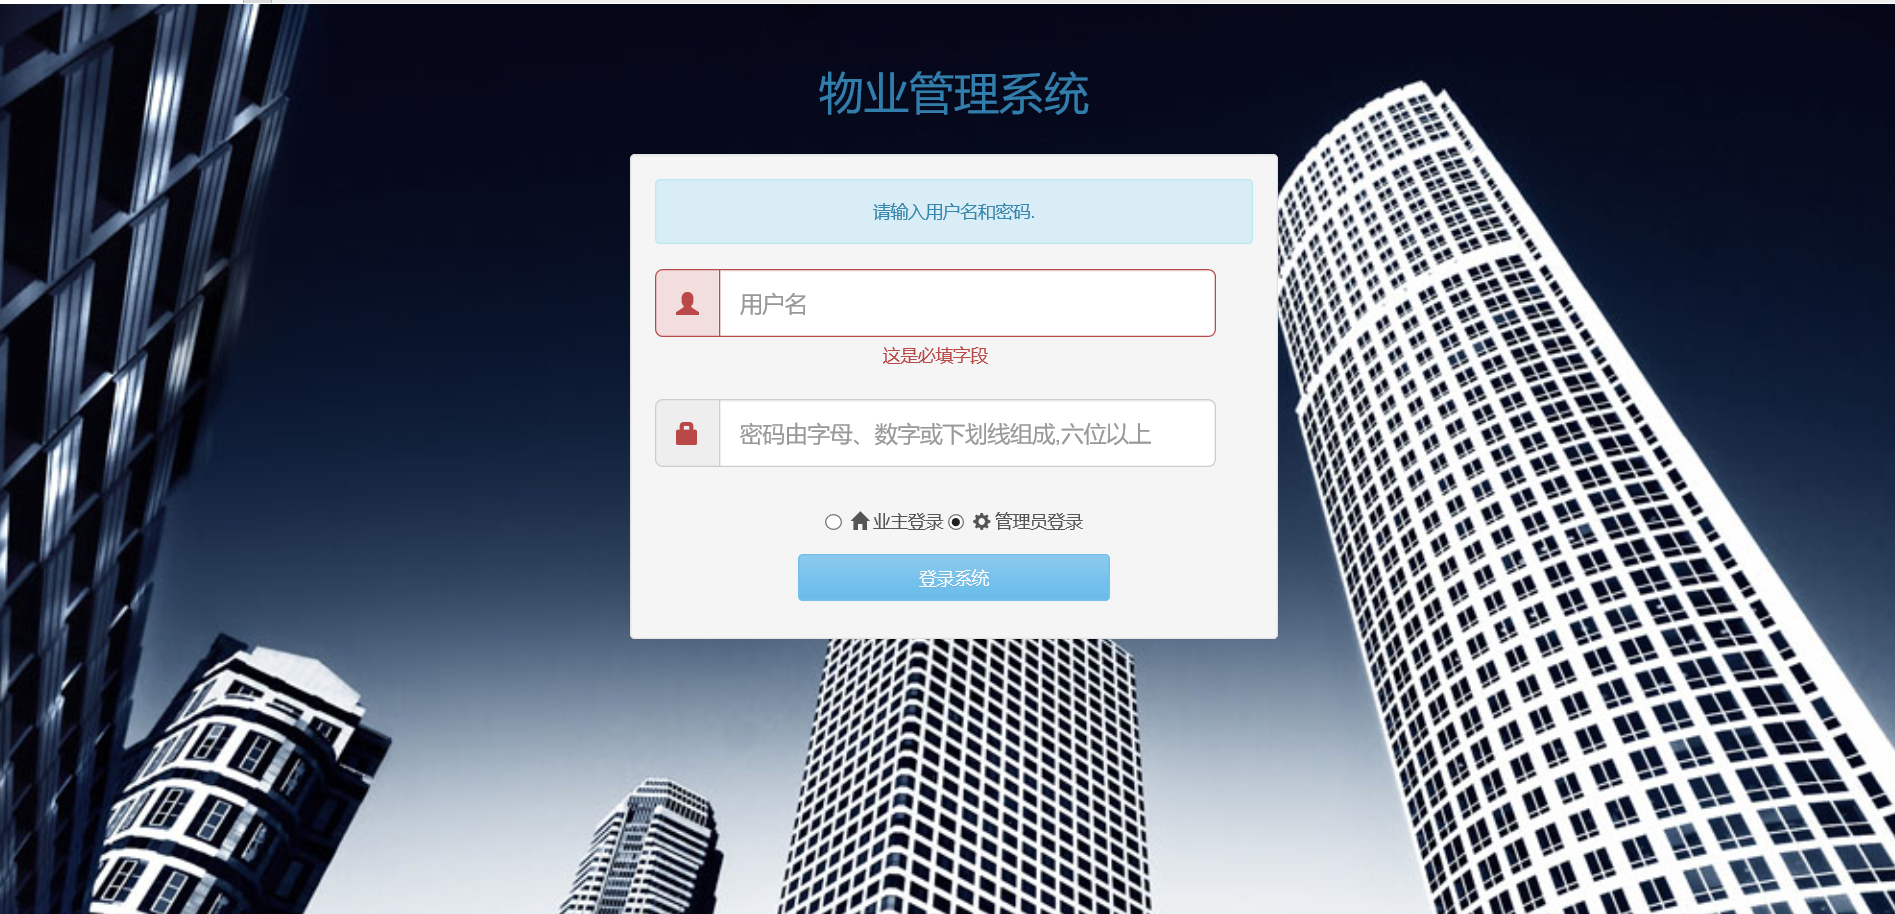 物业管理系统
请输入用户名和密码.
用户名
这是必填字段
密码由字母、数字或下划线组成,六位以上
业主登录 管理员登录
登录系统